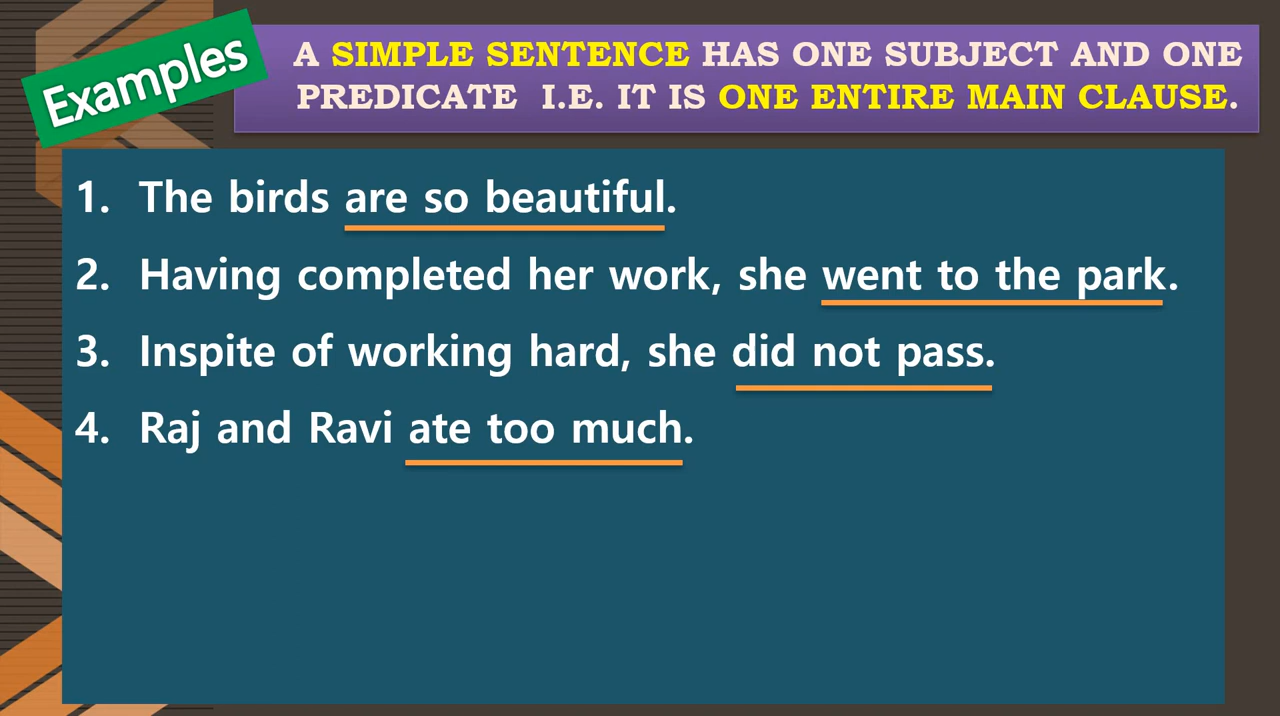 Examples
A SIMPLE SENTENCE HAS ONE SUBJECT AND ONE
PREDICATE I.E. IT IS ONE ENTIRE MAIN CLAUSE.
1. The birds are so beautiful.
2. Having completed her work, she went to the park.
3. Inspite of working hard, she did not pass.
4. Raj and Ravi ate too much.